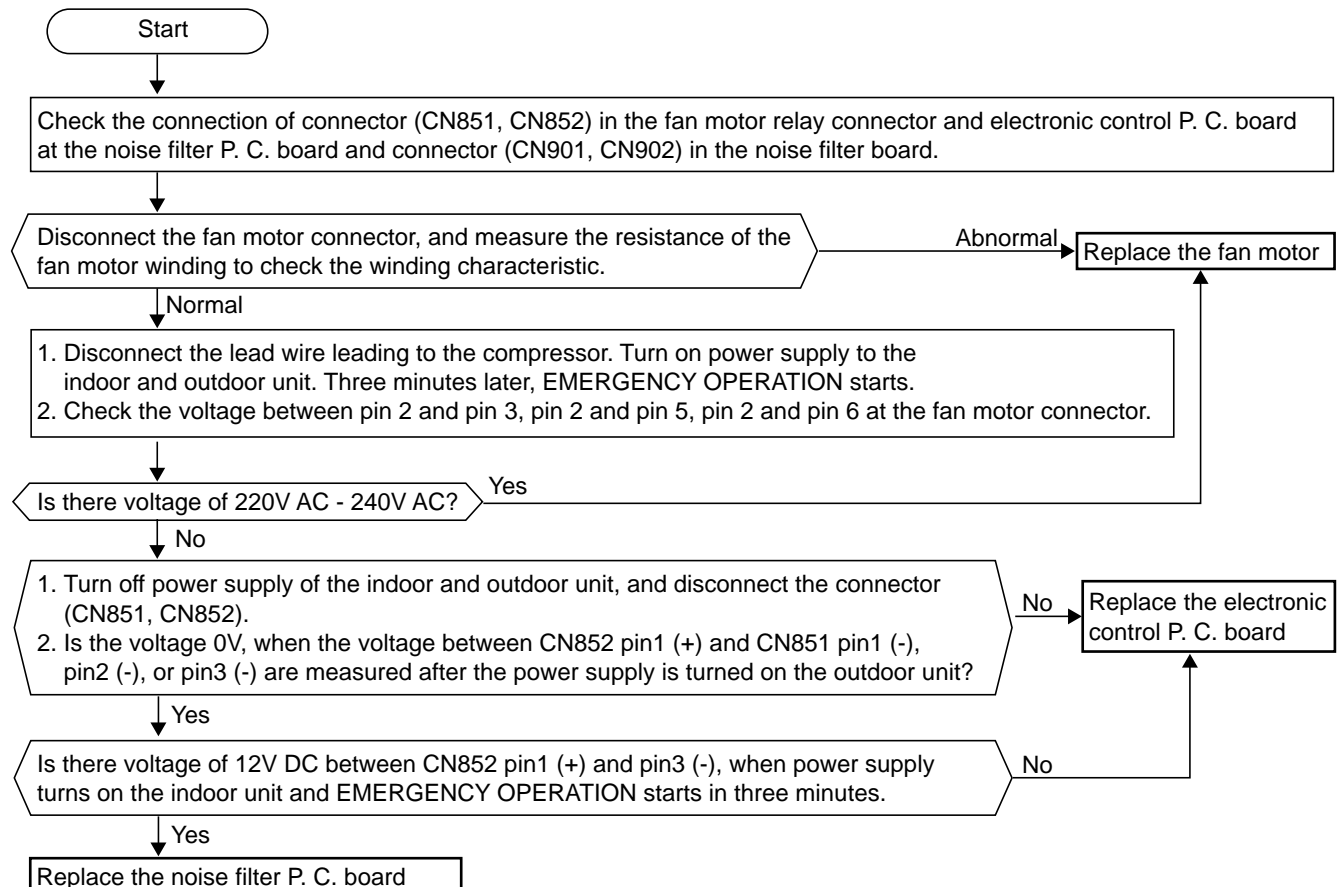 Start
Check the connection of connector (CN851, CN852) in the fan motor relay connector and electronic control P. C. board
at the noise filter P. C. board and connector (CN901, CN902) in the noise filter board.
Disconnect the fan motor connector, and measure the resistance of the
fan motor winding to check the winding characteristic.
Abnormal
Replace the fan motor
Normal
1. Disconnect the lead wire leading to the compressor. Turn on power supply to the
indoor and outdoor unit. Three minutes later, EMERGENCY OPERATION starts.
2. Check the voltage between pin 2 and pin 3, pin 2 and pin 5, pin 2 and pin 6 at the fan motor connector.
Is there voltage of 220V AC - 240V AC?
Yes
No
1. Turn off power supply of the indoor and outdoor unit, and disconnect the connector
(CN851, CN852).
2. Is the voltage 0V, when the voltage between CN852 pin1 (+) and CN851 pin1 (-),
pin2 (-), or pin3 (-) are measured after the power supply is turned on the outdoor unit?
No
Replace the electronic
control P. C. board
Yes
Is there voltage of 12V DC between CN852 pin1 (+) and pin3 (-), when power supply
turns on the indoor unit and EMERGENCY OPERATION starts in three minutes.
No
Yes
Replace the noise filter P. C. board